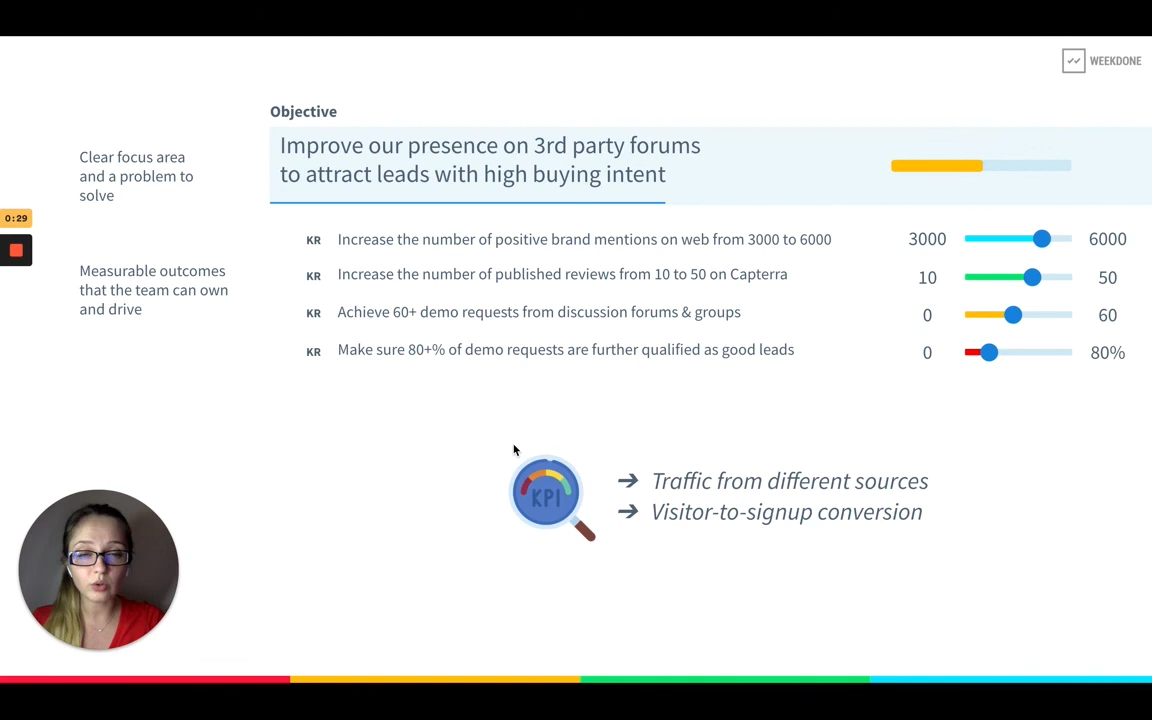 WEEKDONE
Objective
Improve our presence on 3rd party forums
to attract leads with high buying intent
Clear focus area
and a problem to
solve
0:29
KR Increase the number of positive brand mentions on web from 3000 to 6000 3000 6000
KR Increase the number of published reviews from 10 to 50 on Capterra 10 50
KR Achieve 60+ demo requests from discussion forums & groups 0 60
KR Make sure 80+% of demo requests are further qualified as good leads 0 80%
Measurable outcomes
that the team can own
and drive
KPI
➔ Traffic from different sources
➔ Visitor-to-signup conversion